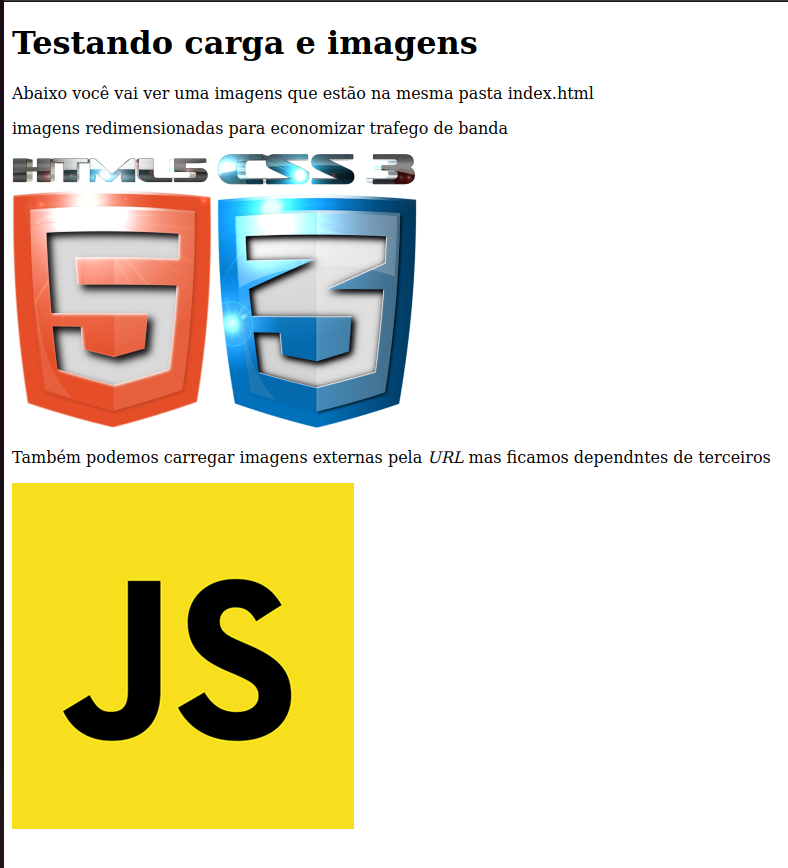 Testando carga e imagens
Abaixo você vai ver uma imagens que estão na mesma pasta index.html
imagens redimensionadas para economizar trafego de banda
HTML5 CSS 3
5 3
Também podemos carregar imagens externas pela URL mas ficamos dependntes de terceiros
JS